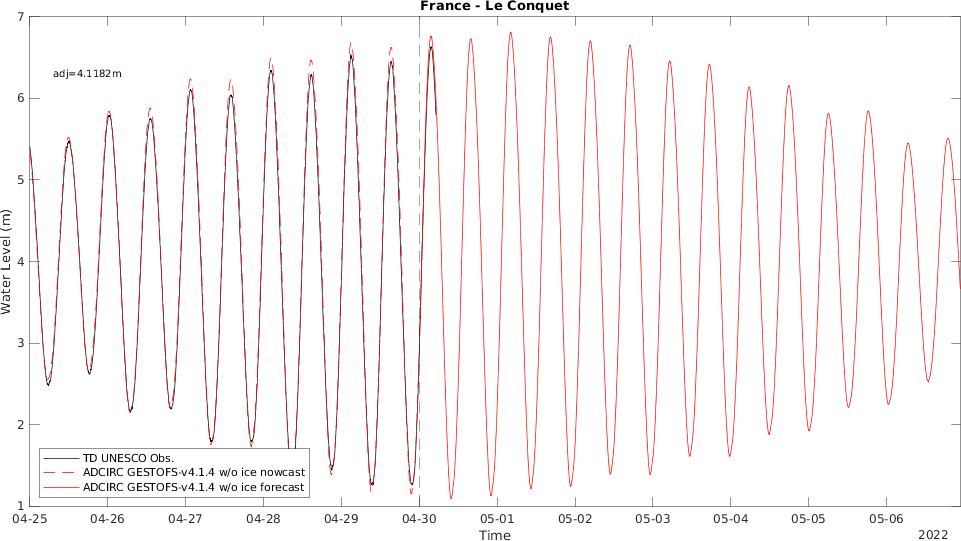 France - Le Conquet
7
adj=4.1182m
6
5
4
3
2
1
Water Level (m)
TD UNESCO Obs.
ADCIRC GESTOFS-v4.1.4 w/o ice nowcast
ADCIRC GESTOFS-v4.1.4 w/o ice forecast
04-25 04-26 04-27 04-28 04-29 04-30 05-01 05-02 05-03 05-04 05-05 05-06
Time
2022